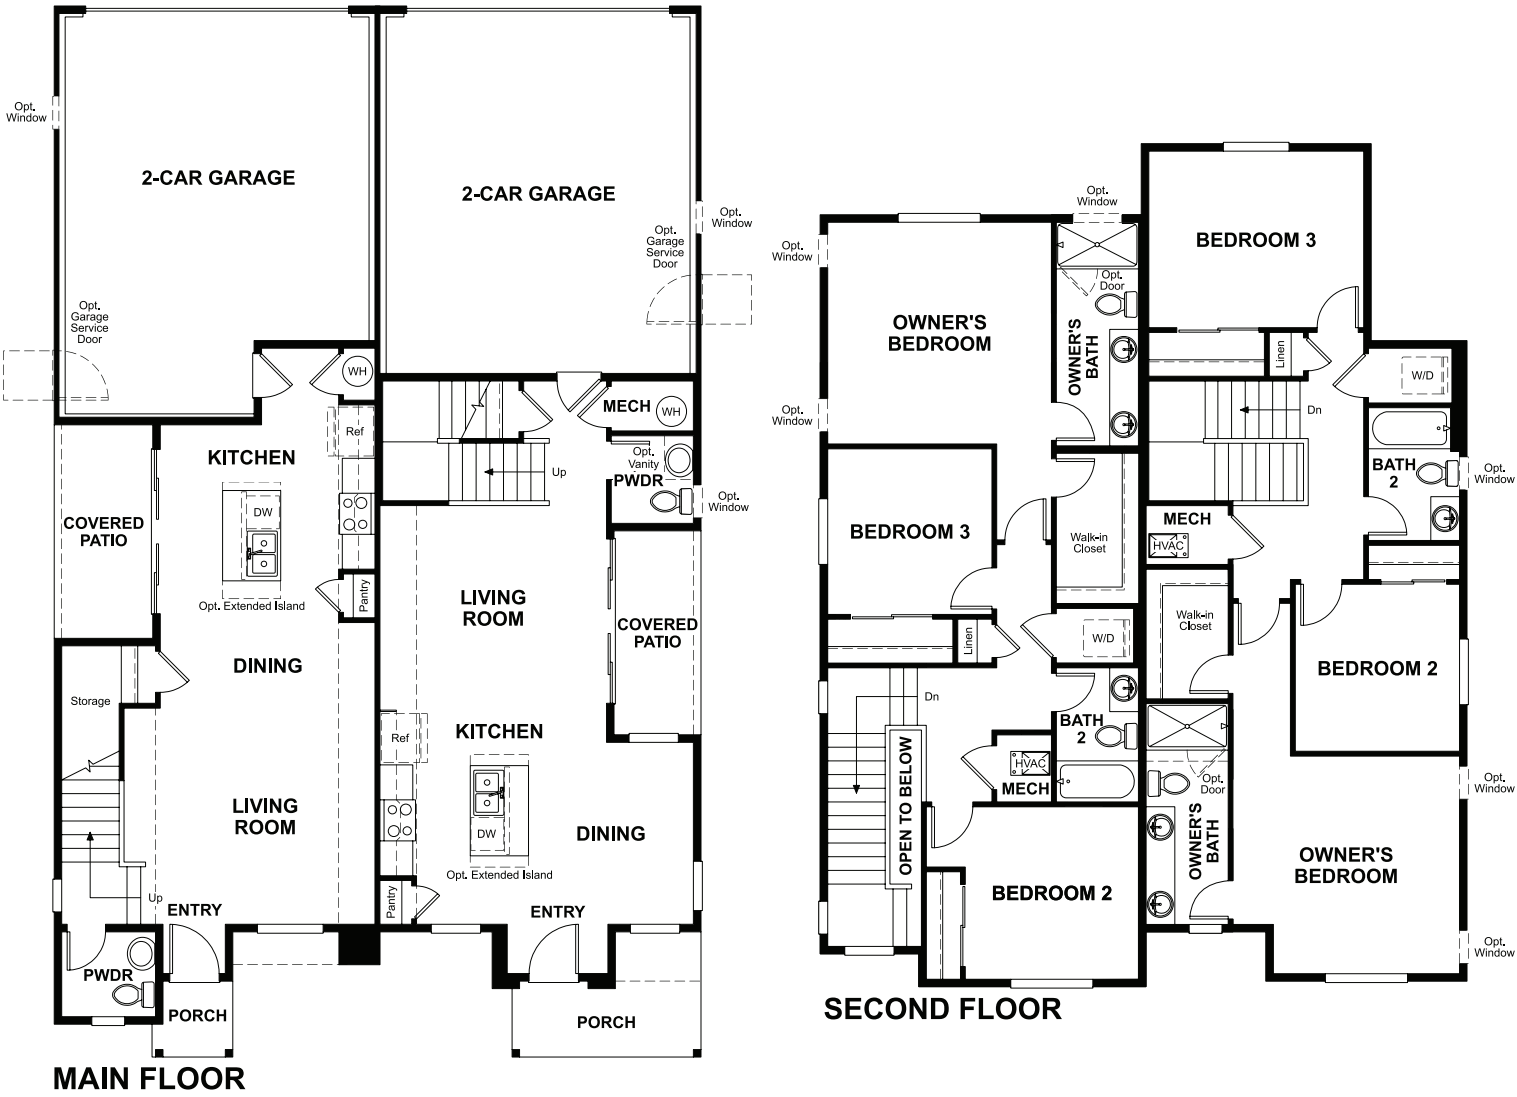 Opt.
Window
2-CAR GARAGE
2-CAR GARAGE
Opt.
Window
Opt.
Garage
Service
Door
Opt.
Garage
Service
Door
WH
MECH
WH
Ref
KITCHEN
Opt.
Vanity
PWDR
Up
Opt.
Window
COVERED
PATIO
DW
Opt. Extended Island
Pantry
LIVING
ROOM
COVERED
PATIO
DINING
Storage
Ref
KITCHEN
LIVING
ROOM
DW
DINING
Opt. Extended Island
Up
ENTRY
Pantry
ENTRY
PWDR
PORCH
PORCH
MAIN FLOOR
Opt.
Window
Opt.
Window
BEDROOM 3
Opt.
Door
OWNER'S
BEDROOM
OWNER'S
BATH
Linen
W/D
Opt.
Window
Dn
BATH
2
Opt.
Window
BEDROOM 3
Walk-in
Closet
MECH
HVAC
Walk-in
Closet
Linen
W/D
BEDROOM 2
Dn
BATH
2
OPEN TO BELOW
HVAC
MECH
Opt.
Door
Opt.
Window
OWNER'S
BATH
OWNER'S
BEDROOM
BEDROOM 2
Opt.
Window
SECOND FLOOR